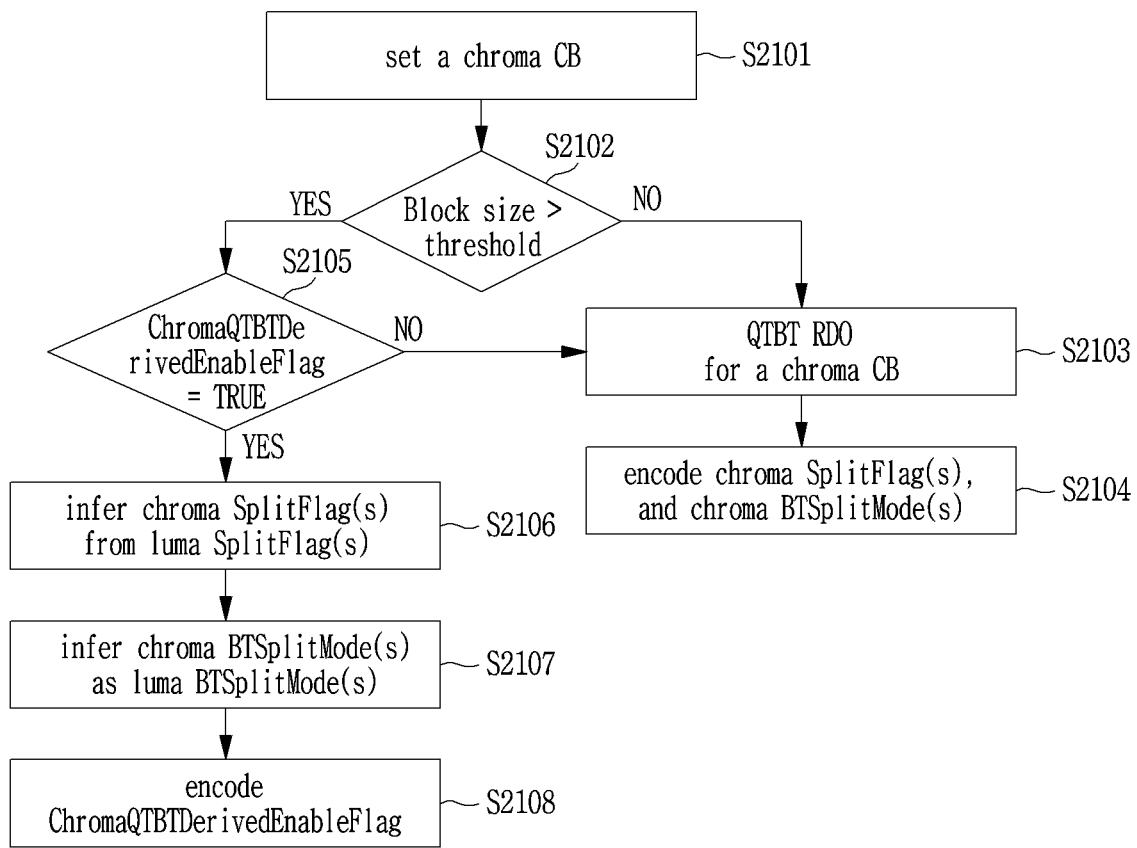 set a chroma CB
S2101
S2102
YES
Block size >
threshold
NO
S2105
ChromaQTBTDe
rivedEnableFlag
= TRUE
NO
QTBT RDO
for a chroma CB
S2103
YES
encode chroma SplitFlag(s),
and chroma BTSplitMode(s)
S2104
infer chroma SplitFlag(s)
from luma SplitFlag(s)
S2106
infer chroma BTSplitMode(s)
as luma BTSplitMode(s)
S2107
encode
ChromaQTBTDerivedEnableFlag
S2108